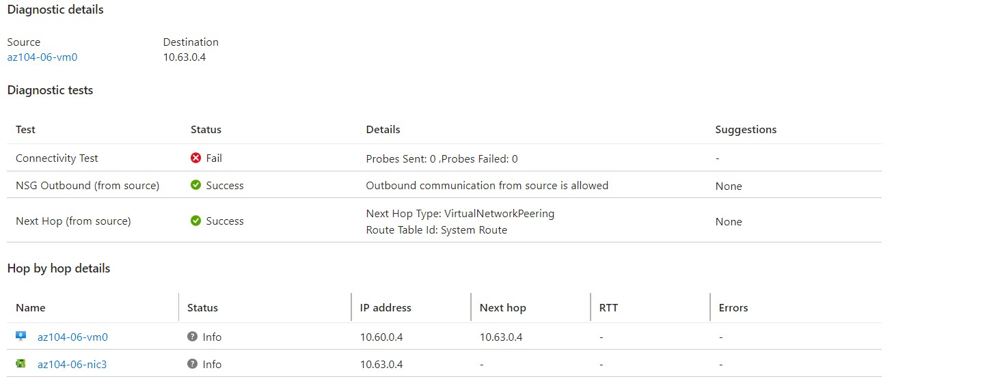 Diagnostic details
Source Destination
az104-06-vm0 10.63.0.4
Diagnostic tests
Test Status Details Suggestions
Connectivity Test Fail Probes Sent: 0 ,Probes Failed: 0 -
NSG Outbound (from source) Success Outbound communication from source is allowed None
Next Hop (from source) Success Next Hop Type: VirtualNetworkPeering None
Route Table Id: System Route
Hop by hop details
Name Status IP address Next hop RTT Errors
az104-06-vm0 Info 10.60.0.4 10.63.0.4 - -
az104-06-nic3 Info 10.63.0.4 - - -